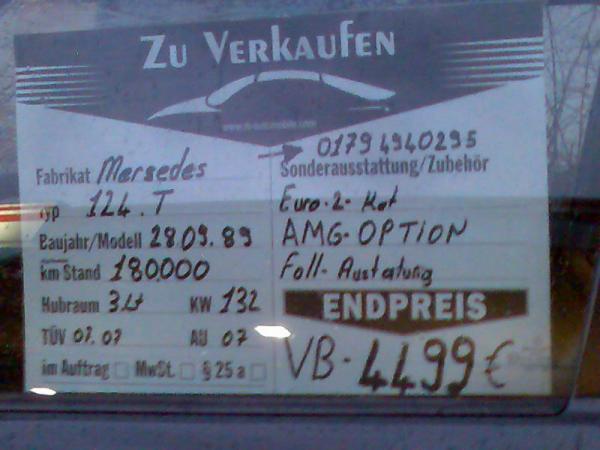 ZU VERKAUFEN
Fabrikat Mersedes
Typ 124.T
Baujahr/Modell 28.09.89
km Stand 180.000
Hubraum 3Lt KW 132
TÜV 07.07 AU 07
im Auftrag MwSt. § 25 a
01794940295
Sonderausstattung/Zubehör
Euro-2-Kat
AMG-OPTION
Foll-Austatung
ENDPREIS
VB-4499€